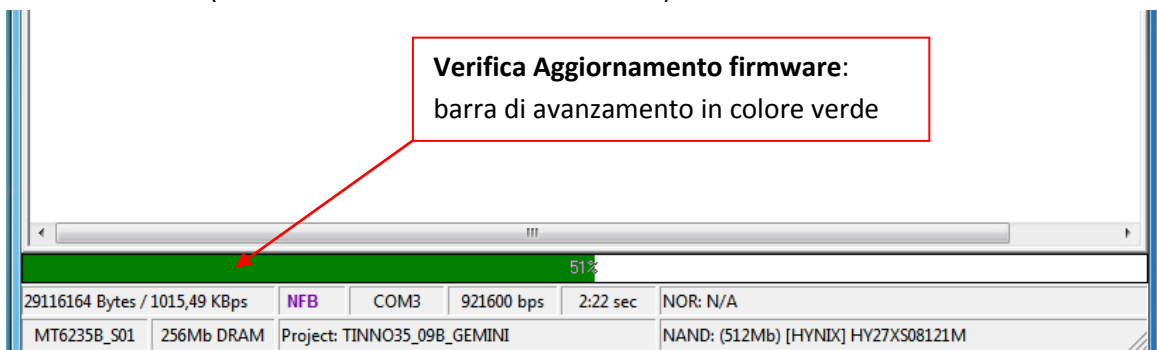 Verifica Aggiornamento firmware:
barra di avanzamento in colore verde
51%
29116164 Bytes / 1015,49 KBps NFB COM3 921600 bps 2:22 sec NOR: N/A
MT6235B_S01 256Mb DRAM Project: TINNO35_09B_GEMINI NAND: (512Mb) [HYNIX] HY27XS08121M